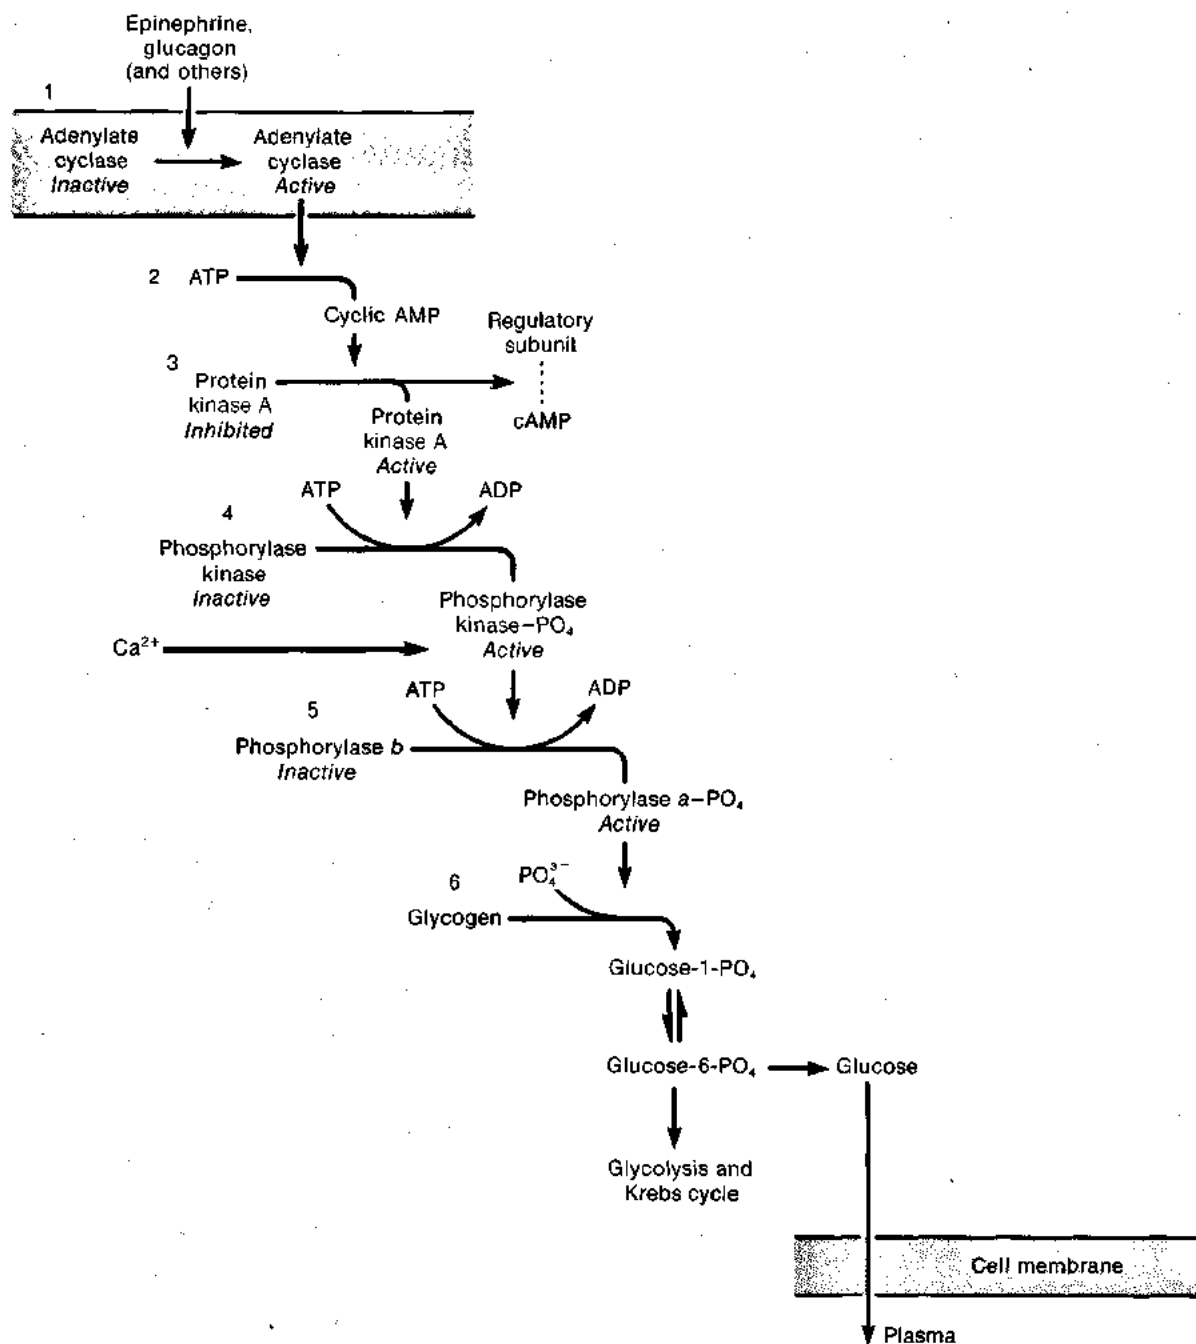 Epinephrine,
glucagon
(and others)
1
Adenylate
cyclase
Inactive
Adenylate
cyclase
Active
2
ATP
Cyclic AMP
Regulatory
subunit
3
Protein
kinase A
Inhibited
Protein
kinase A
Active
cAMP
ATP
ADP
4
Phosphorylase
kinase
Inactive
Phosphorylase
kinase–PO₄
Active
Ca²⁺
ATP
ADP
5
Phosphorylase b
Inactive
Phosphorylase a–PO₄
Active
6
PO₄³⁻
Glycogen
Glucose-1-PO₄
Glucose-6-PO₄
Glucose
Glycolysis and
Krebs cycle
Cell membrane
Plasma